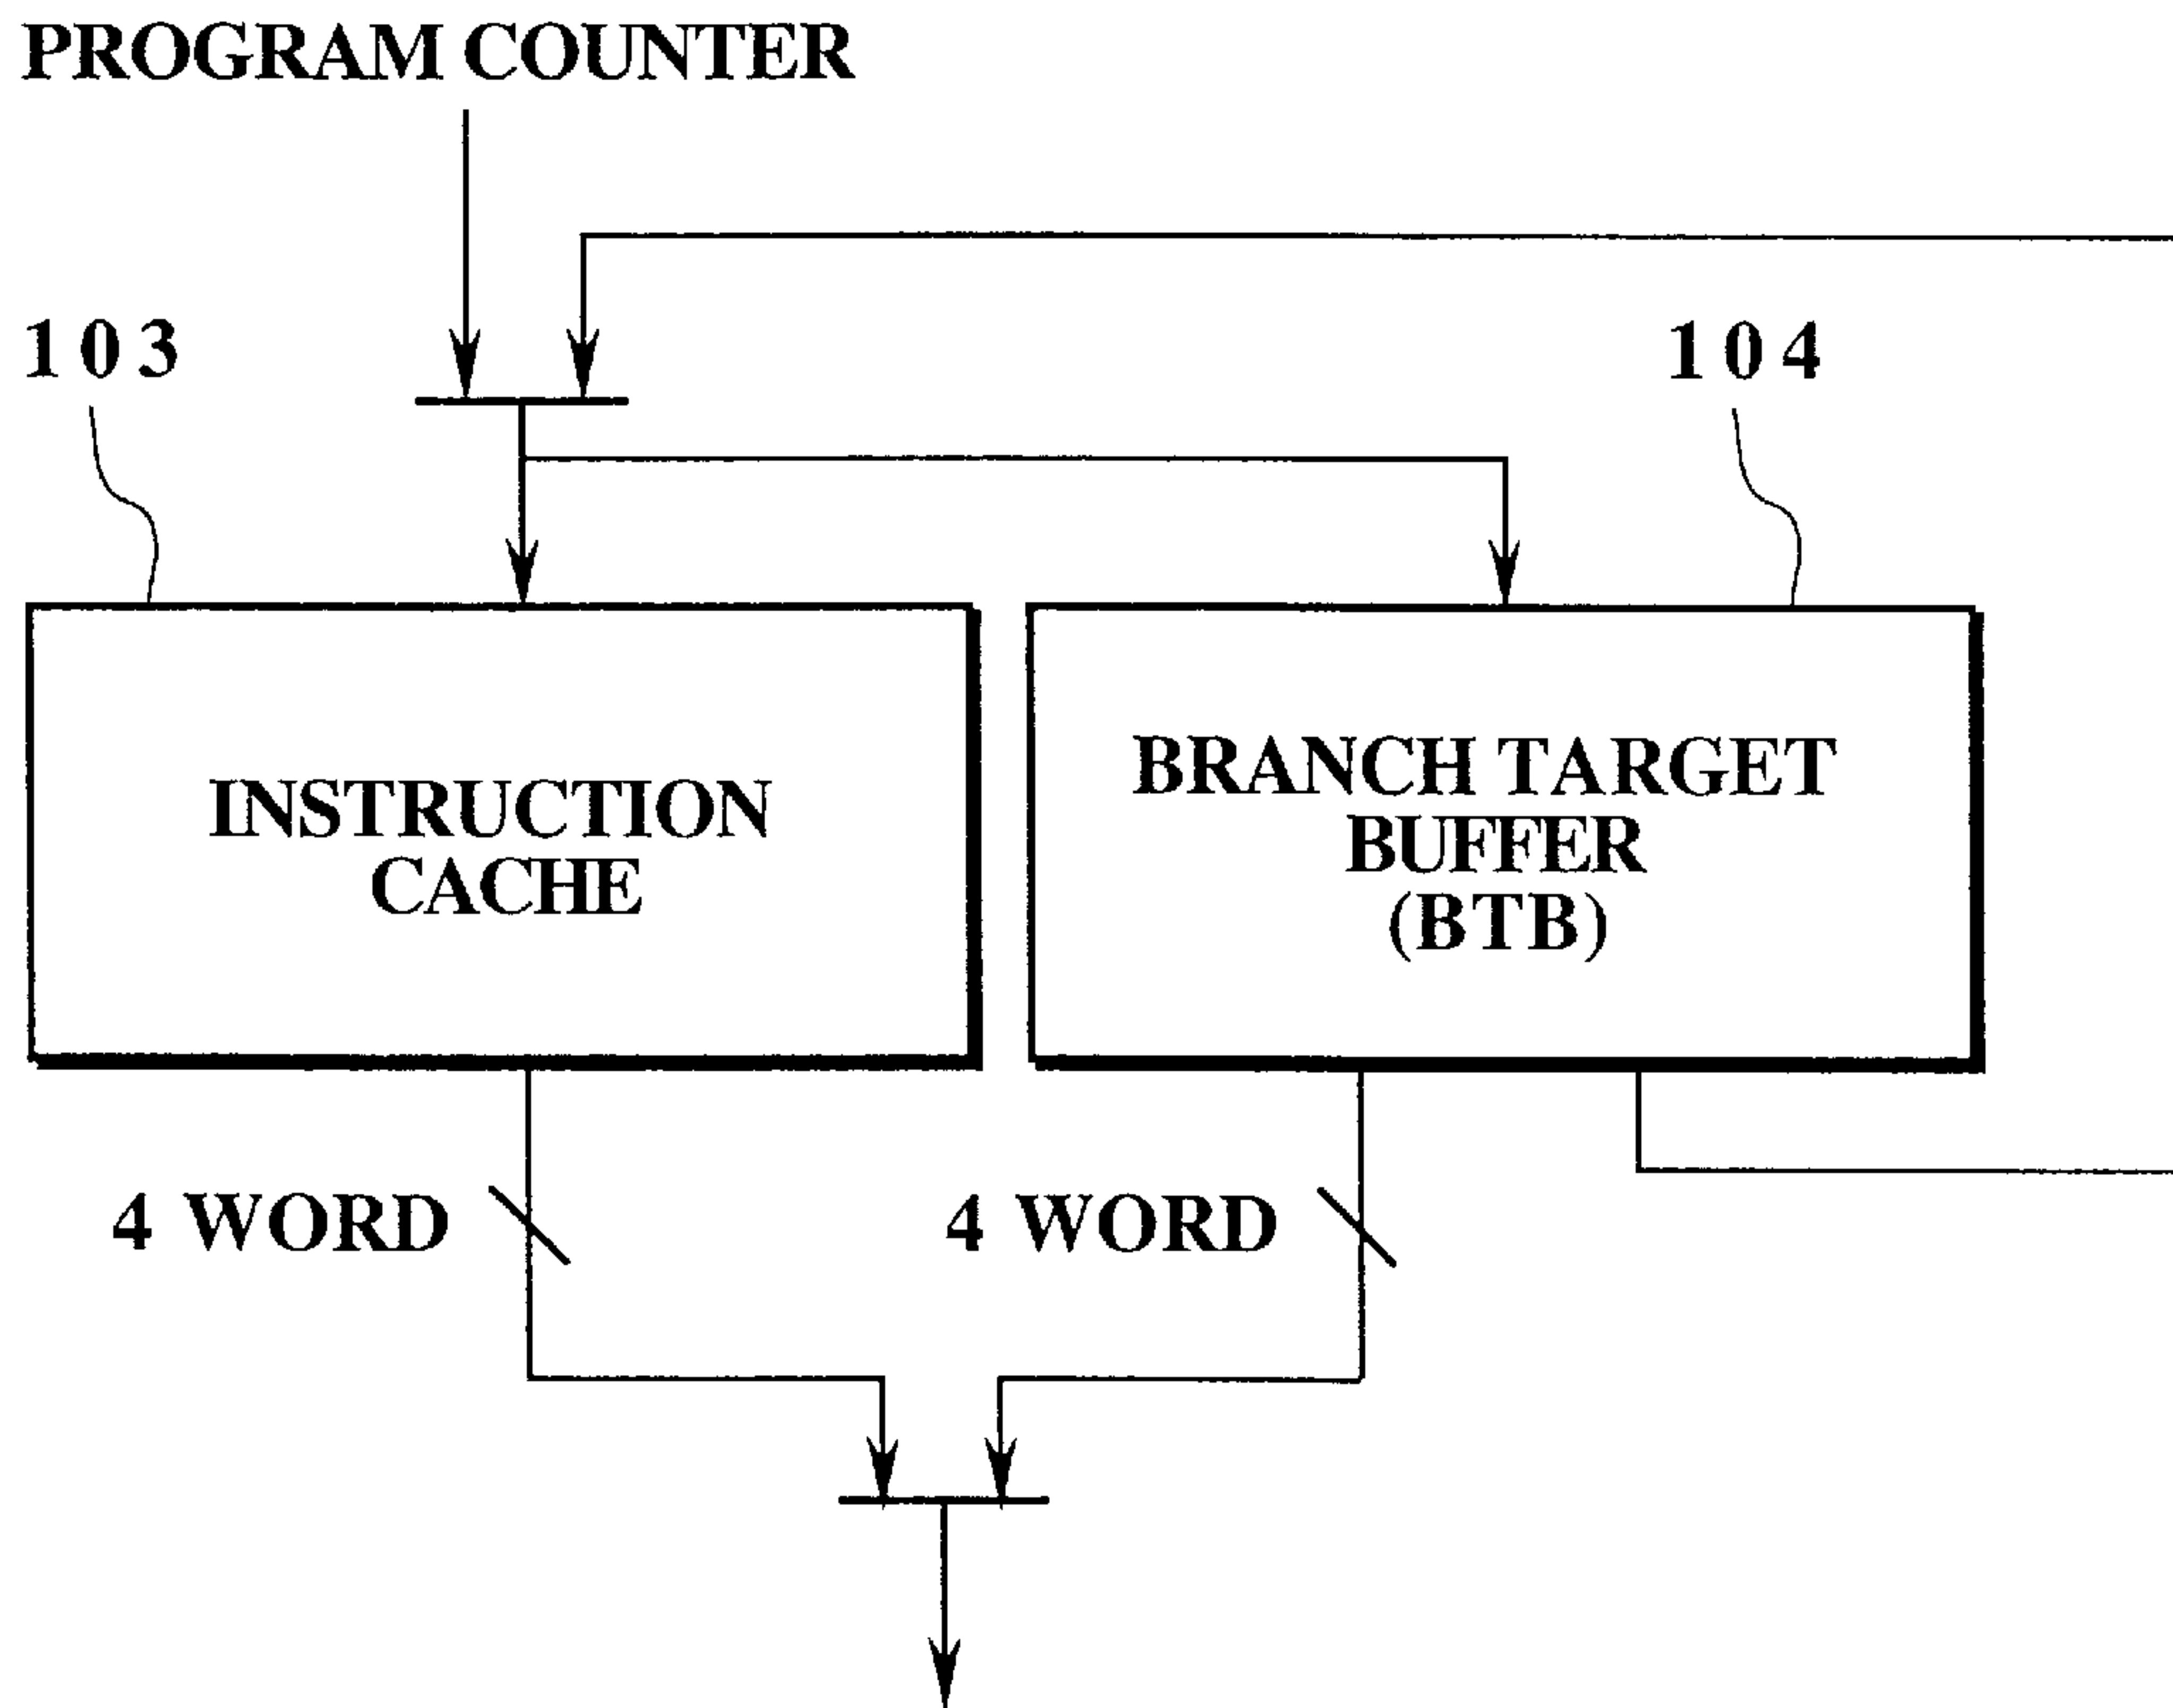 PROGRAM COUNTER
103
104
INSTRUCTION
CACHE
BRANCH TARGET
BUFFER
(BTB)
4 WORD
4 WORD